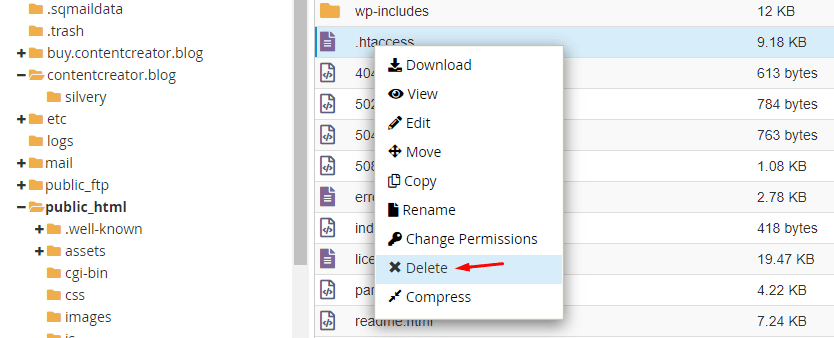 .sqmaildata
.trash
buy.contentcreator.blog
contentcreator.blog
silvery
etc
logs
mail
public_ftp
public_html
.well-known
assets
cgi-bin
css
images
wp-includes 12 KB
.htaccess 9.18 KB
404 613 bytes
502 784 bytes
504 763 bytes
508 1.08 KB
erro 2.78 KB
ind 418 bytes
lice 19.47 KB
par 4.22 KB
readme.html 7.24 KB
Download
View
Edit
Move
Copy
Rename
Change Permissions
Delete
Compress